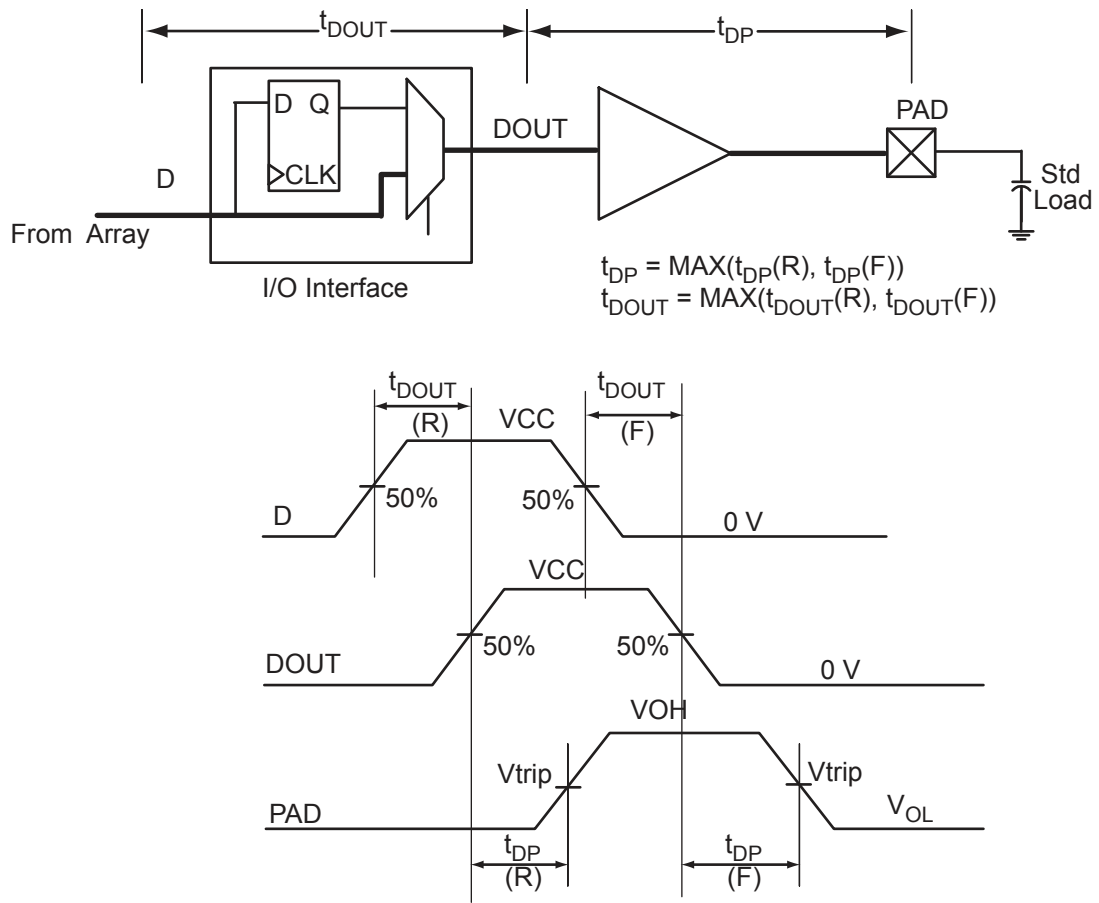 tDOUT
tDP
PAD
D Q
DOUT
CLK
D
Std
Load
From Array
I/O Interface
tDP = MAX(tDP(R), tDP(F))
tDOUT = MAX(tDOUT(R), tDOUT(F))
tDOUT
(R)
VCC
tDOUT
(F)
50%
50%
D
0 V
VCC
50%
50%
DOUT
0 V
VOH
Vtrip
Vtrip
PAD
VOL
tDP
(R)
tDP
(F)